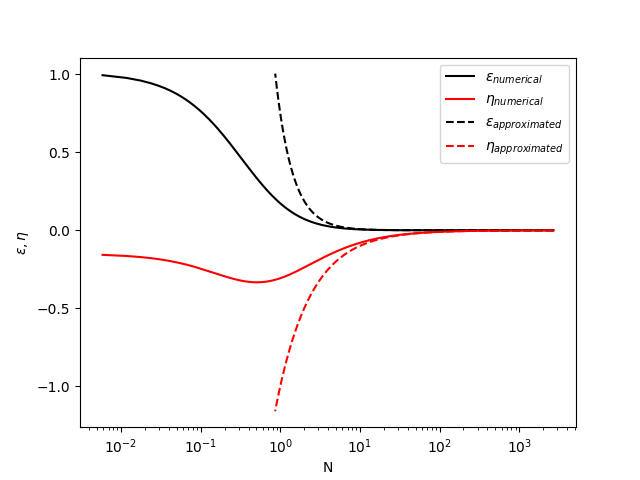 1.0
0.5
0.0
−0.5
−1.0
ε, η
10⁻² 10⁻¹ 10⁰ 10¹ 10² 10³
N
ε_numerical
η_numerical
ε_approximated
η_approximated